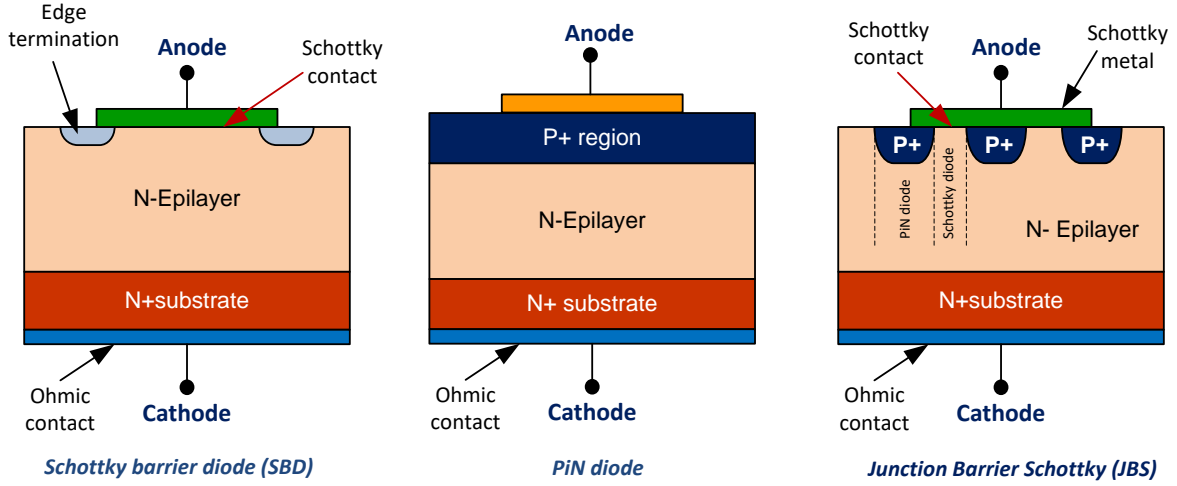 Edge
termination
Anode
Schottky
contact
N-Epilayer
N+substrate
Ohmic
contact
Cathode
Schottky barrier diode (SBD)
Anode
P+ region
N-Epilayer
N+ substrate
Ohmic
contact
Cathode
PiN diode
Schottky
contact
Anode
Schottky
metal
P+
P+
P+
PiN diode
Schottky diode
N- Epilayer
N+substrate
Ohmic
contact
Cathode
Junction Barrier Schottky (JBS)